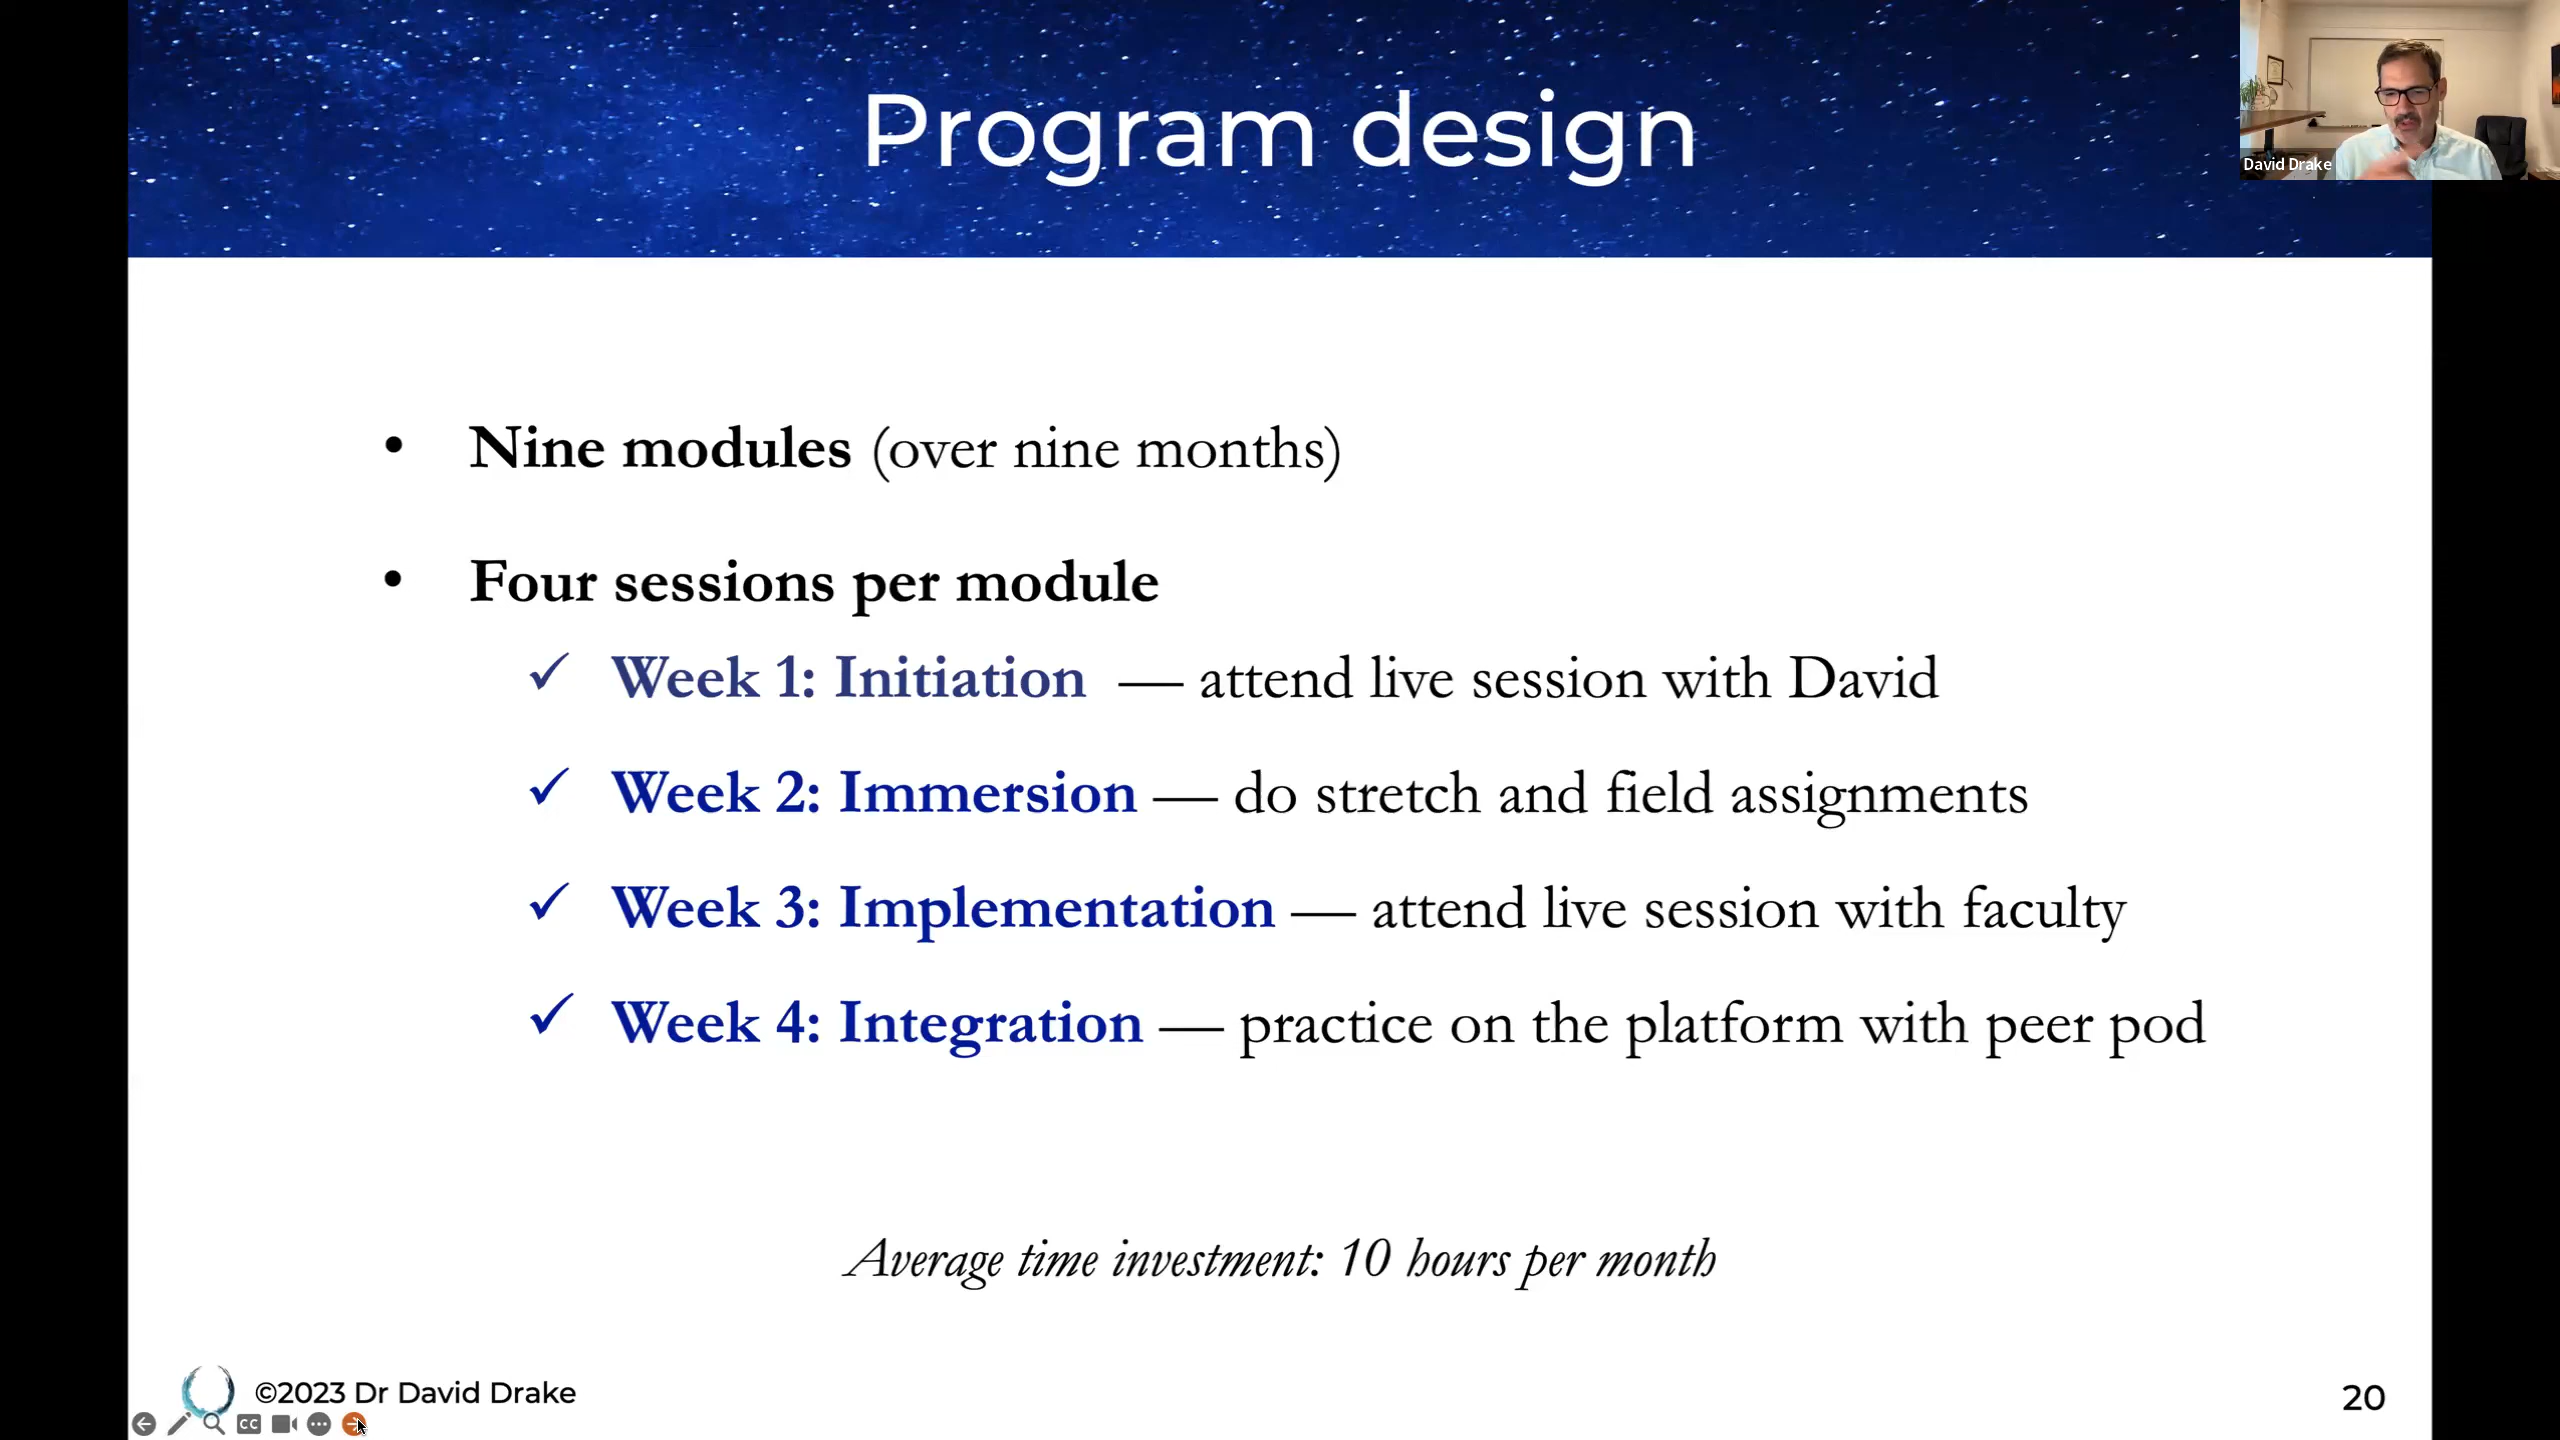 Program design
David Drake
• Nine modules (over nine months)
• Four sessions per module
✓ Week 1: Initiation — attend live session with David
✓ Week 2: Immersion — do stretch and field assignments
✓ Week 3: Implementation — attend live session with faculty
✓ Week 4: Integration — practice on the platform with peer pod
Average time investment: 10 hours per month
©2023 Dr David Drake
CC
20